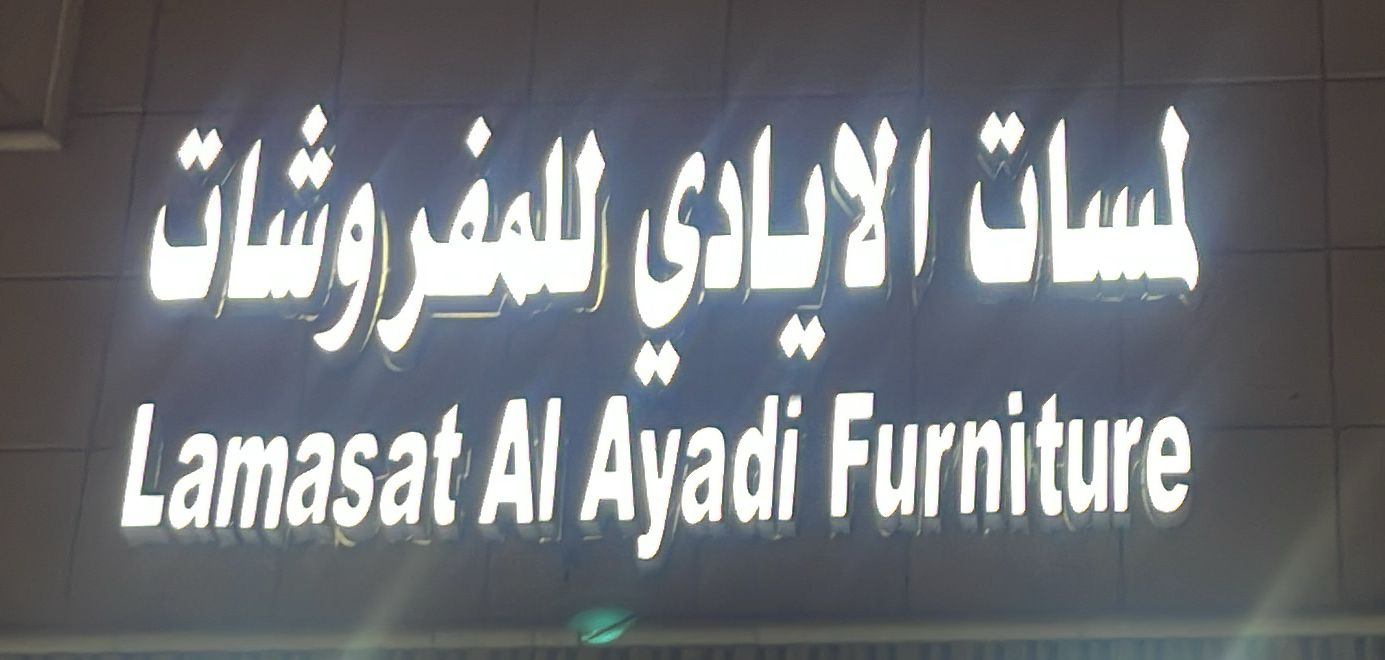 لمسات الايادي للمفروشات
Lamasat Al Ayadi Furniture